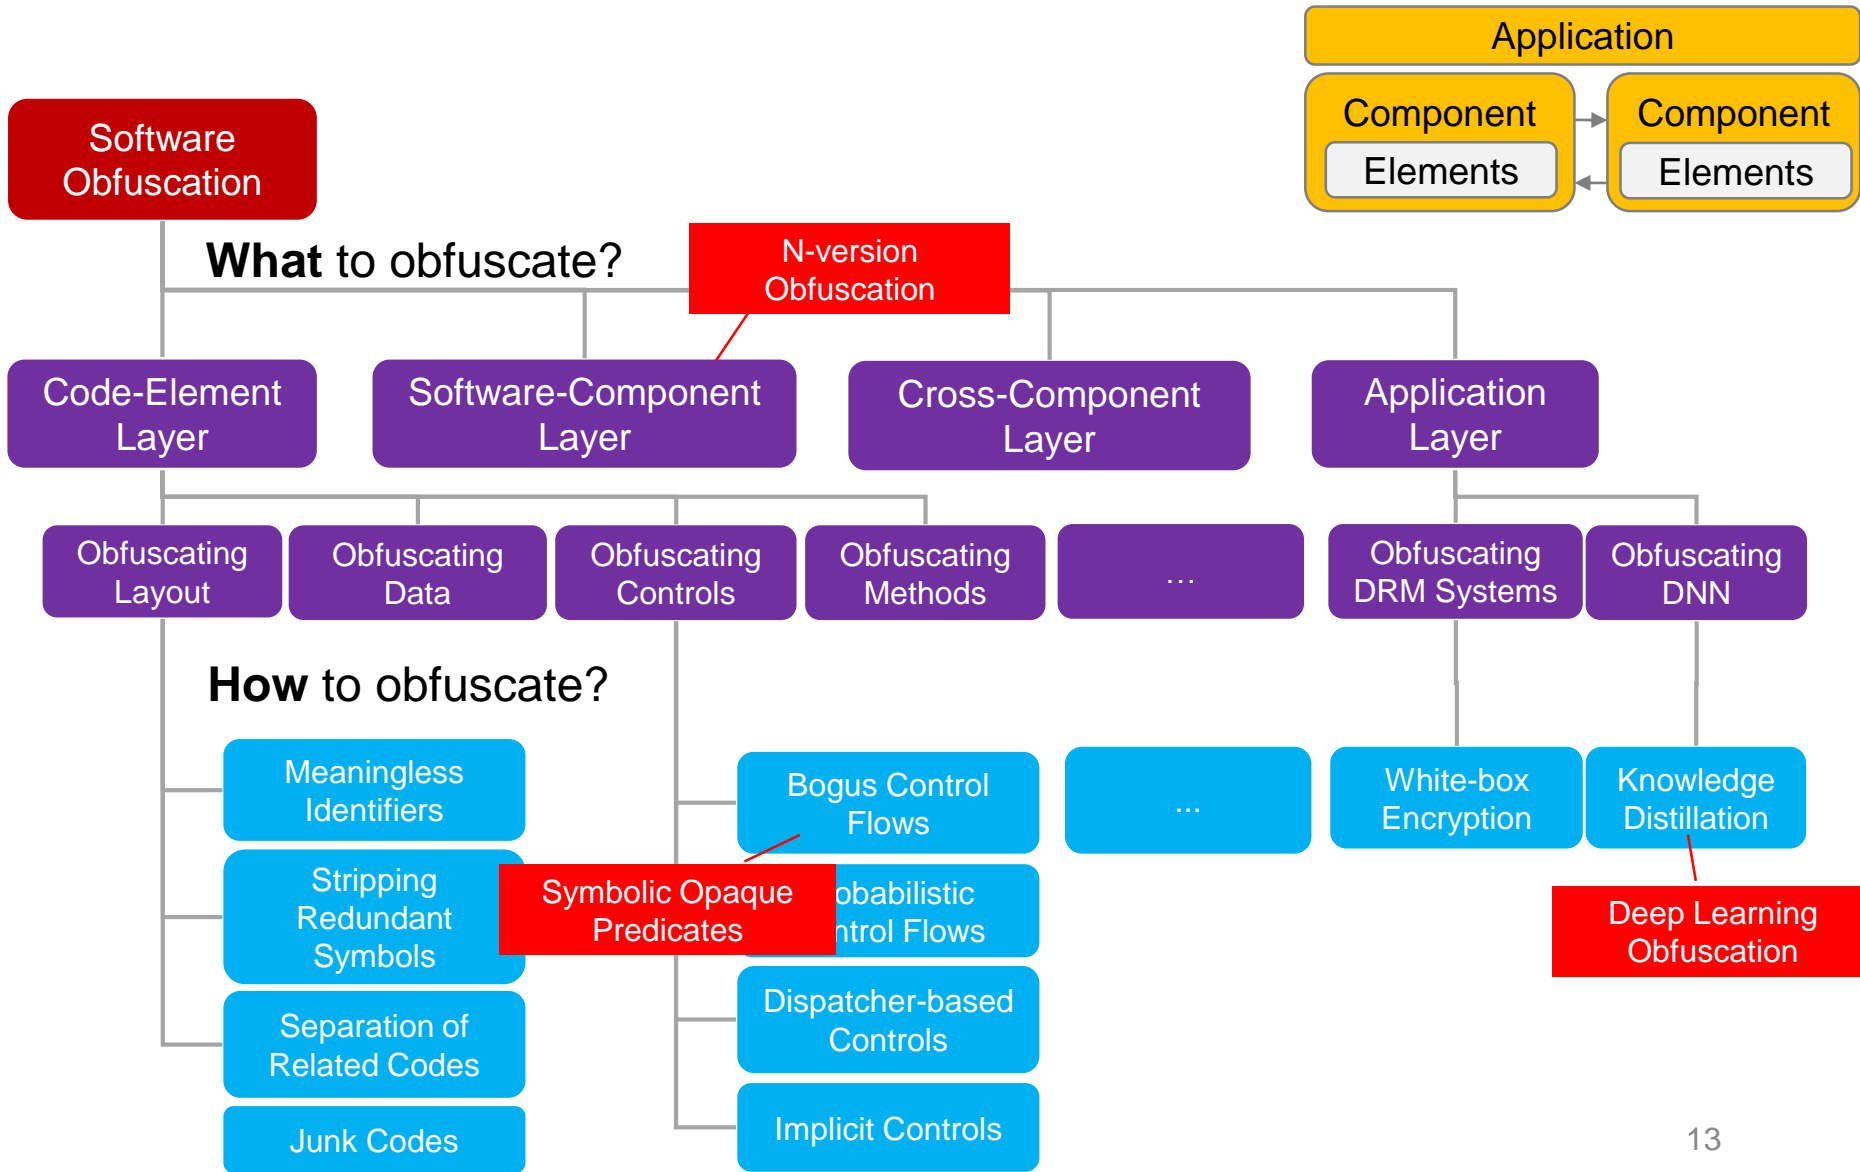 Application
Component
Component
Elements
Elements
Software
Obfuscation
What to obfuscate?
N-version
Obfuscation
Code-Element
Layer
Software-Component
Layer
Cross-Component
Layer
Application
Layer
Obfuscating
Layout
Obfuscating
Data
Obfuscating
Controls
Obfuscating
Methods
...
Obfuscating
DRM Systems
Obfuscating
DNN
How to obfuscate?
Meaningless
Identifiers
Stripping
Redundant
Symbols
Separation of
Related Codes
Junk Codes
Bogus Control
Flows
Symbolic Opaque
Predicates
obabilistic
ntrol Flows
Dispatcher-based
Controls
Implicit Controls
...
White-box
Encryption
Knowledge
Distillation
Deep Learning
Obfuscation
13